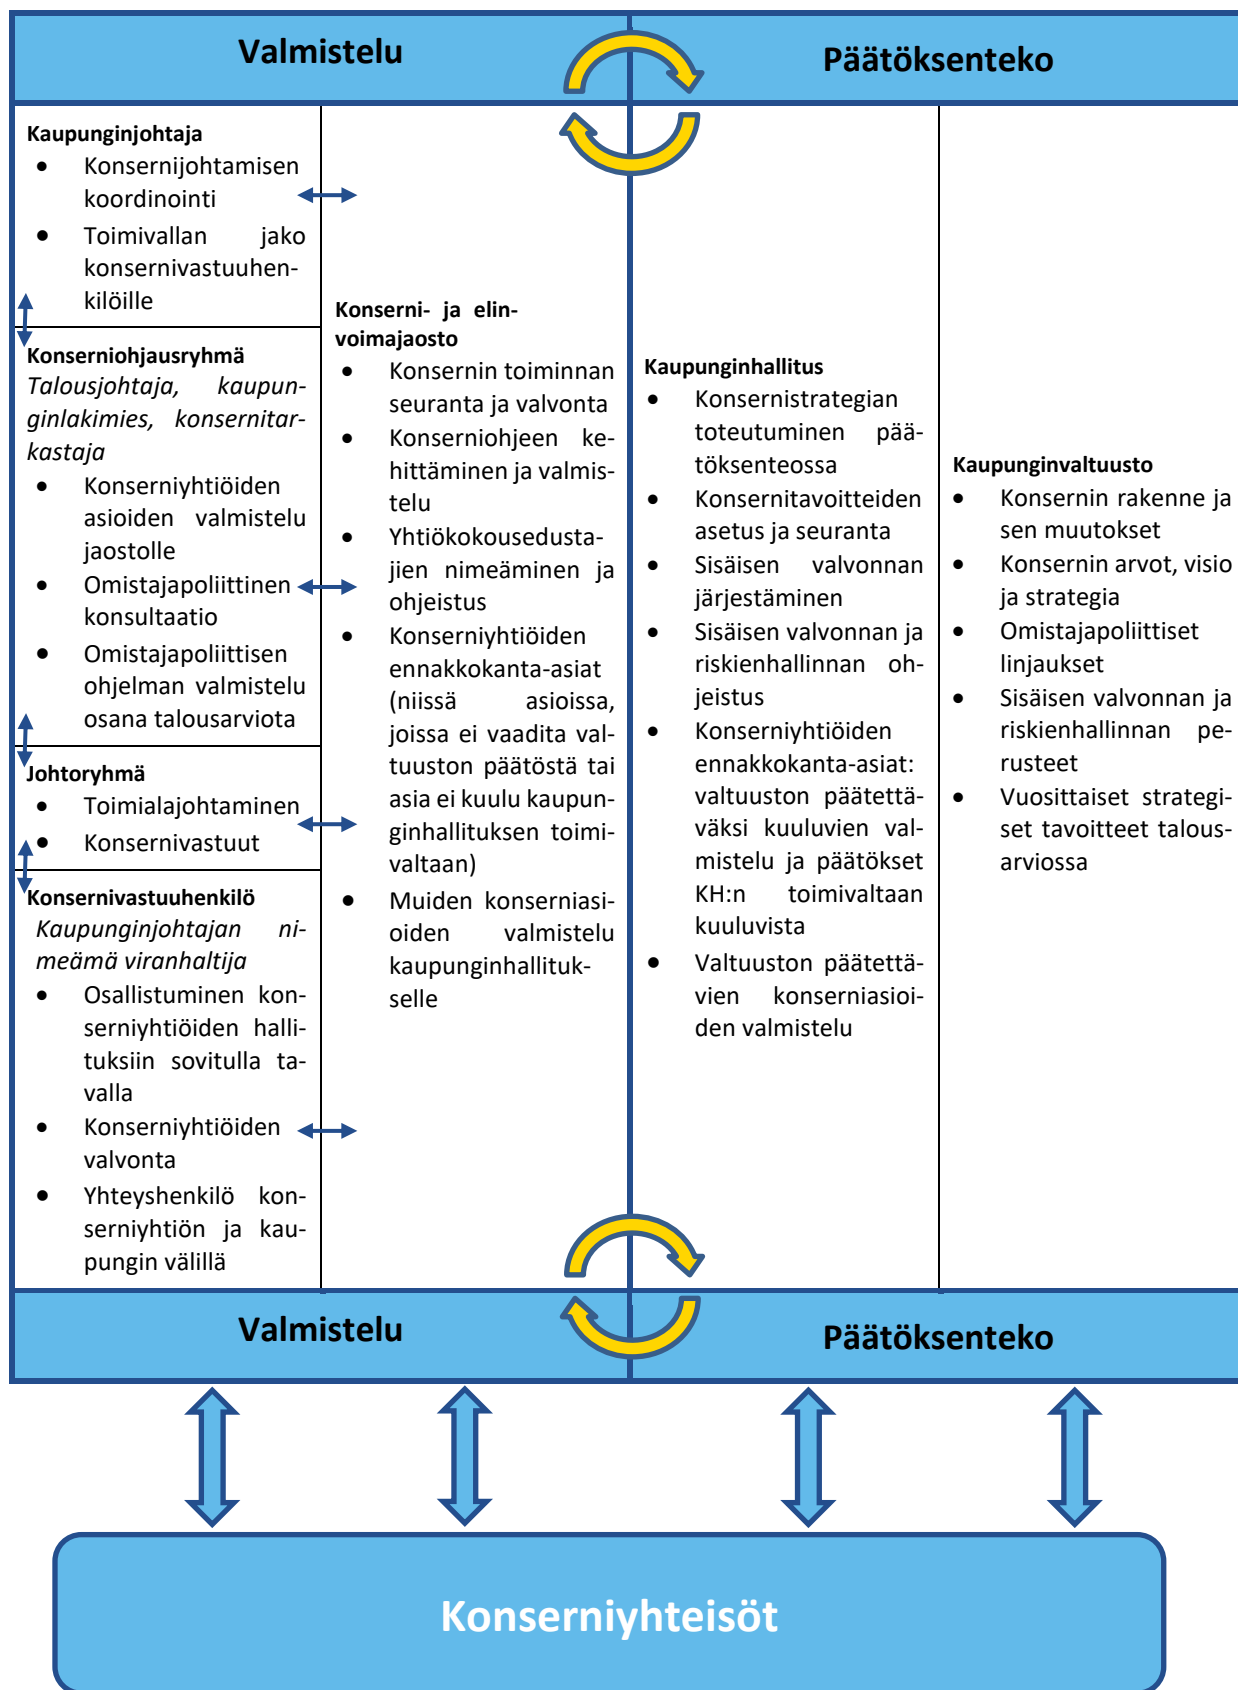 Valmistelu
Päätöksenteko
Kaupunginjohtaja
• Konsernijohtamisen
koordinointi
• Toimivallan jako
konsernivastuuhen-
kilöille
Konserniohjausryhmä
Talousjohtaja, kaupun-
ginlakimies, konsernitar-
kastaja
• Konserniyhtiöiden
asioiden valmistelu
jaostolle
• Omistajapoliittinen
konsultaatio
• Omistajapoliittisen
ohjelman valmistelu
osana talousarviota
Johtoryhmä
• Toimialajohtaminen
• Konsernivastuut
Konsernivastuuhenkilö
Kaupunginjohtajan ni-
meämä viranhaltija
• Osallistuminen kon-
serniyhtiöiden halli-
tuksiin sovitulla ta-
valla
• Konserniyhtiöiden
valvonta
• Yhteyshenkilö kon-
serniyhtiön ja kau-
pungin välillä
Konserni- ja elin-
voimajaosto
• Konsernin toiminnan
seuranta ja valvonta
• Konserniohjeen ke-
hittäminen ja valmis-
telu
• Yhtiökokousedusta-
jien nimeäminen ja
ohjeistus
• Konserniyhtiöiden
ennakkokanta-asiat
(niissä asioissa,
joissa ei vaadita val-
tuuston päätöstä tai
asia ei kuulu kaupun-
ginhallituksen toimi-
valtaan)
• Muiden konserniasi-
oiden valmistelu
kaupunginhallituk-
selle
Kaupunginhallitus
• Konsernistrategian
toteutuminen pää-
töksenteossa
• Konsernitavoitteiden
asetus ja seuranta
• Sisäisen valvonnan
järjestäminen
• Sisäisen valvonnan ja
riskienhallinnan oh-
jeistus
• Konserniyhtiöiden
ennakkokanta-asiat:
valtuuston päätettä-
väksi kuuluvien val-
mistelu ja päätökset
KH:n toimivaltaan
kuuluvista
• Valtuuston päätettä-
vien konserniasioi-
den valmistelu
Kaupunginvaltuusto
• Konsernin rakenne ja
sen muutokset
• Konsernin arvot, visio
ja strategia
• Omistajapoliittiset
linjaukset
• Sisäisen valvonnan ja
riskienhallinnan pe-
rusteet
• Vuosittaiset strategi-
set tavoitteet talous-
arviossa
Valmistelu
Päätöksenteko
Konserniyhteisöt